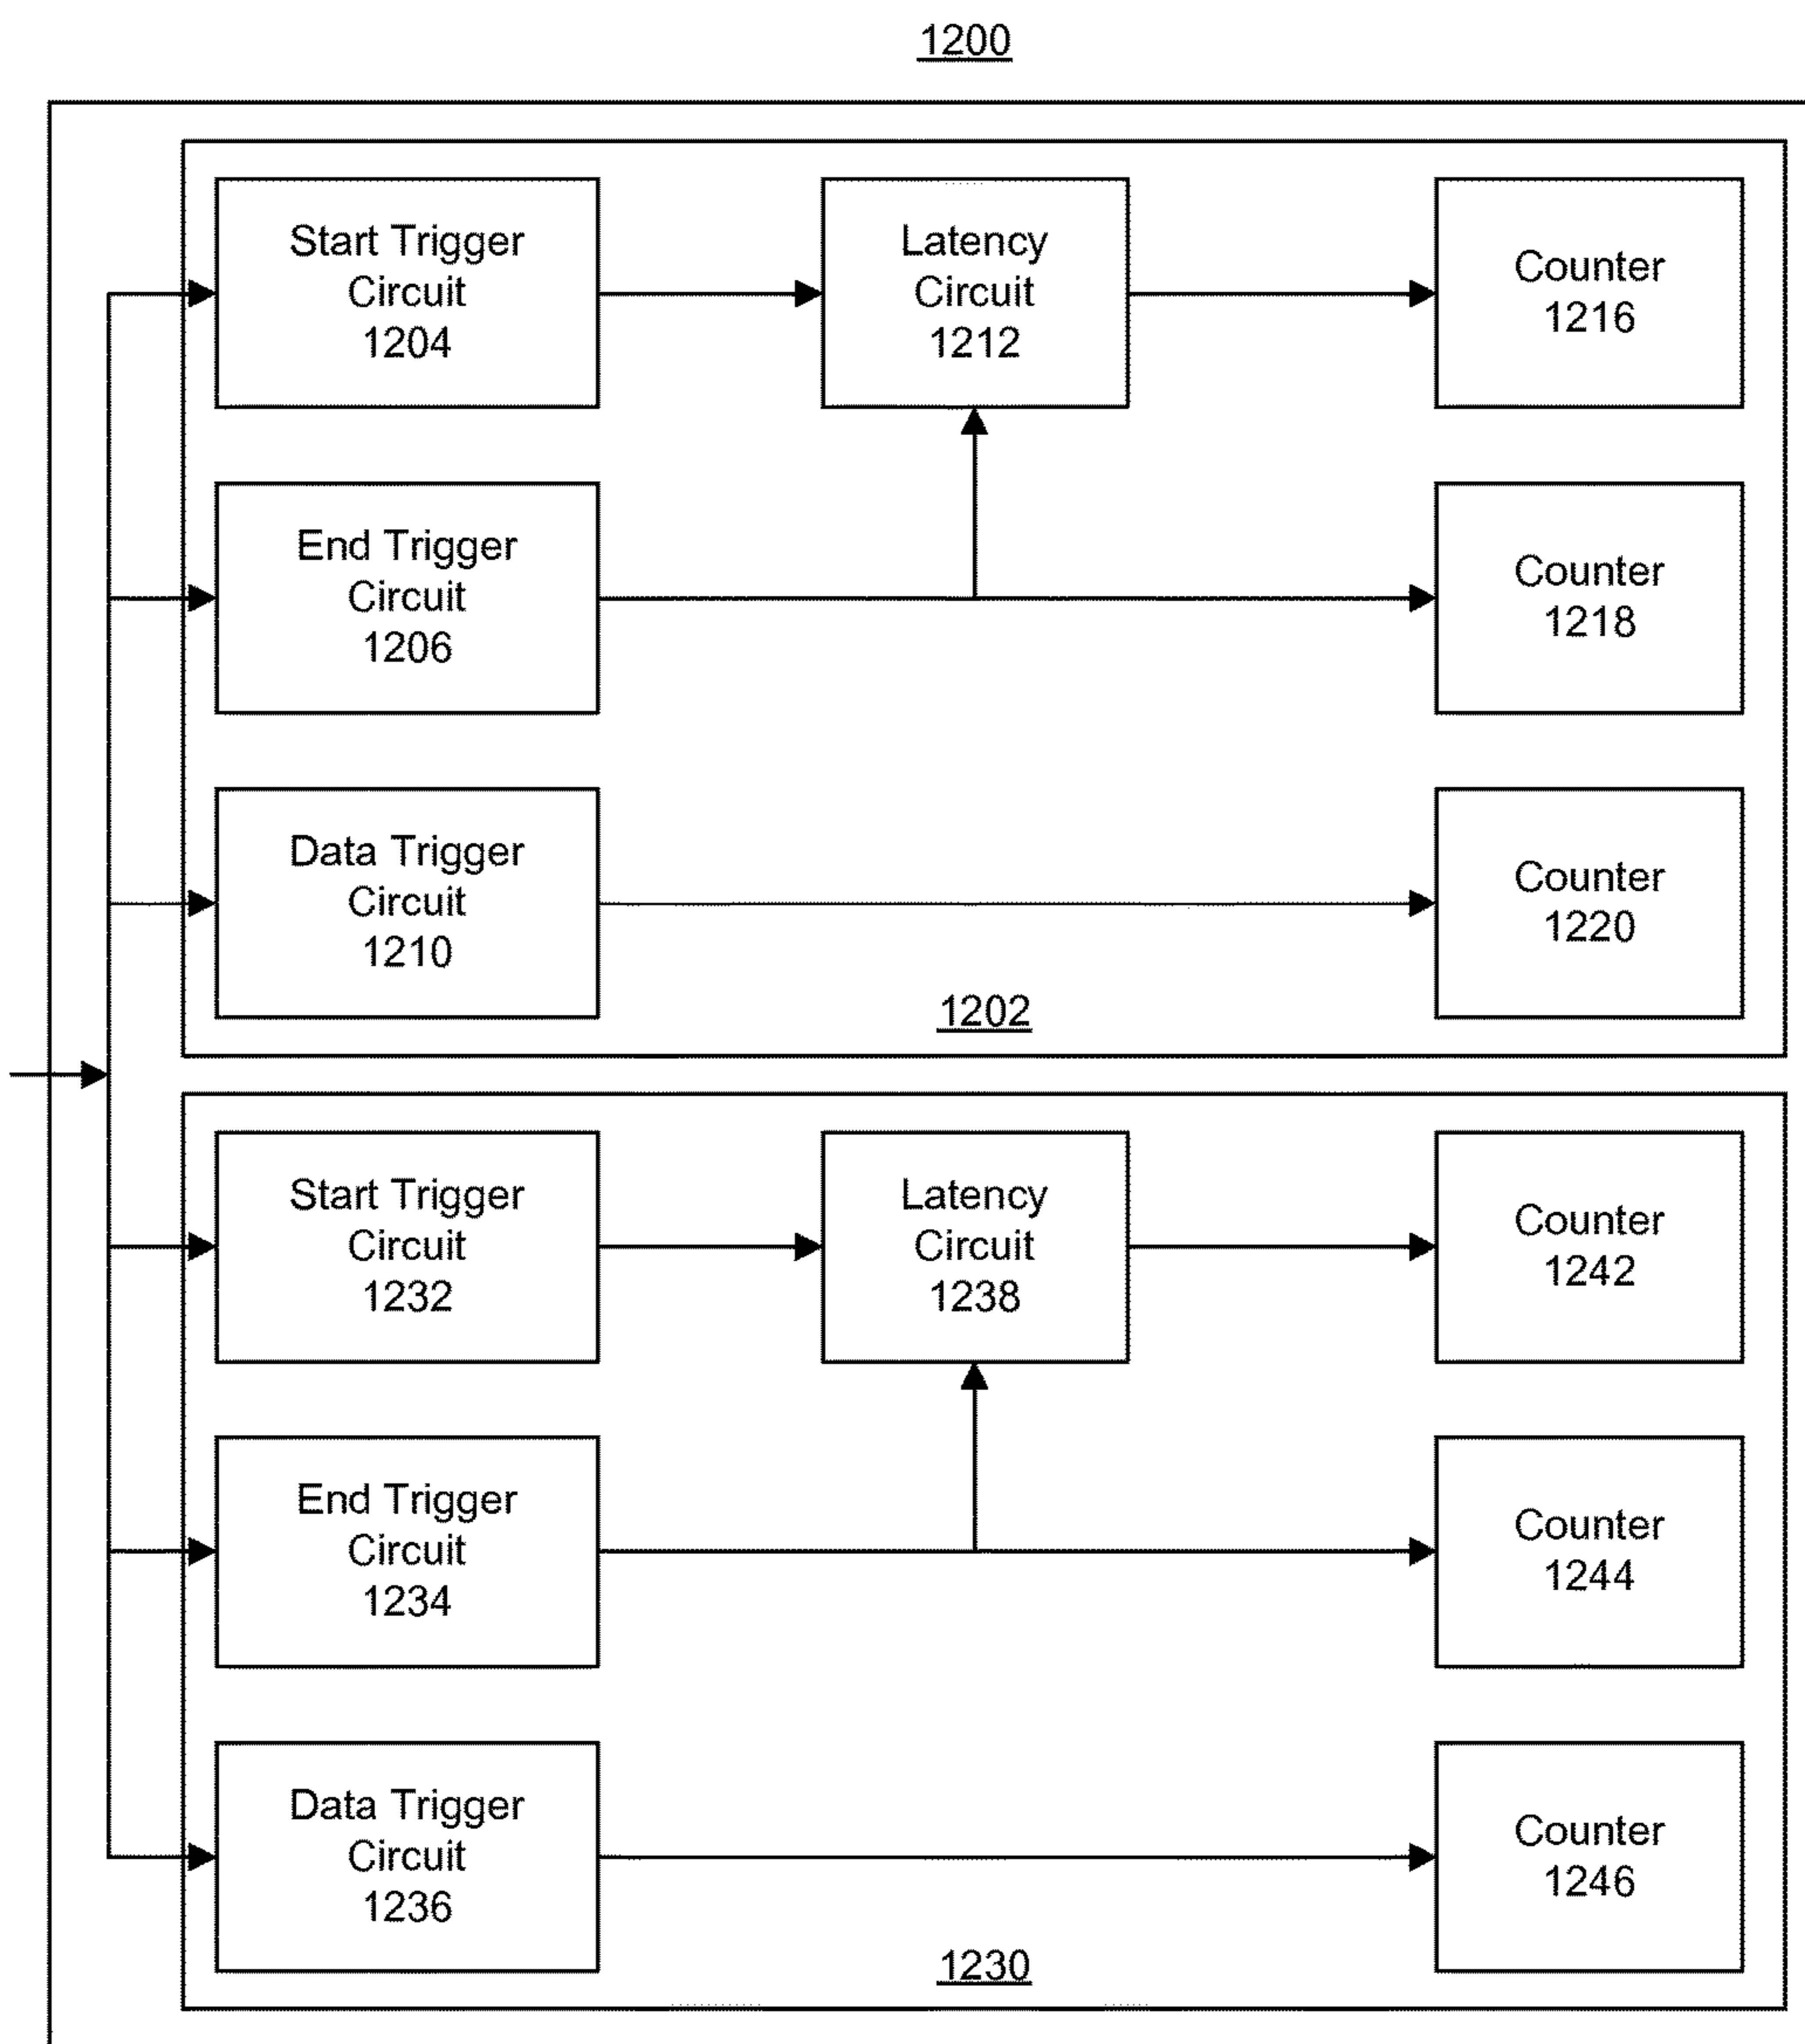 1200
Start Trigger
Circuit
1204
Latency
Circuit
1212
Counter
1216
End Trigger
Circuit
1206
Counter
1218
Data Trigger
Circuit
1210
Counter
1220
1202
Start Trigger
Circuit
1232
Latency
Circuit
1238
Counter
1242
End Trigger
Circuit
1234
Counter
1244
Data Trigger
Circuit
1236
Counter
1246
1230